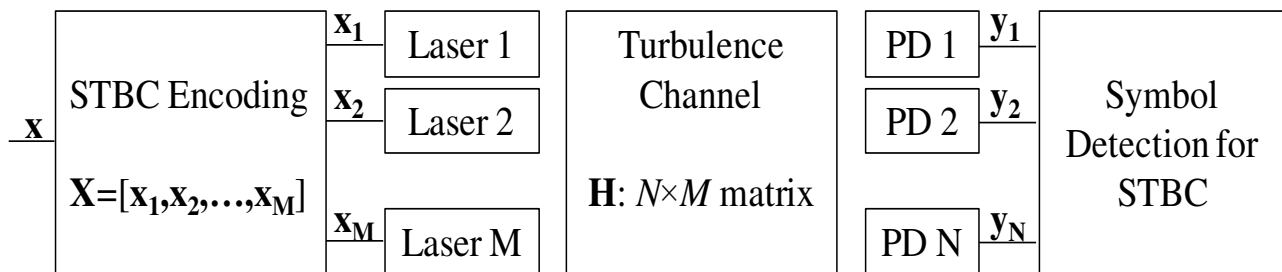 x
STBC Encoding
X=[x1,x2,...,xM]
x1
x2
xM
Laser 1
Laser 2
Laser M
Turbulence
Channel
H: N×M matrix
PD 1
PD 2
PD N
y1
y2
yN
Symbol
Detection for
STBC